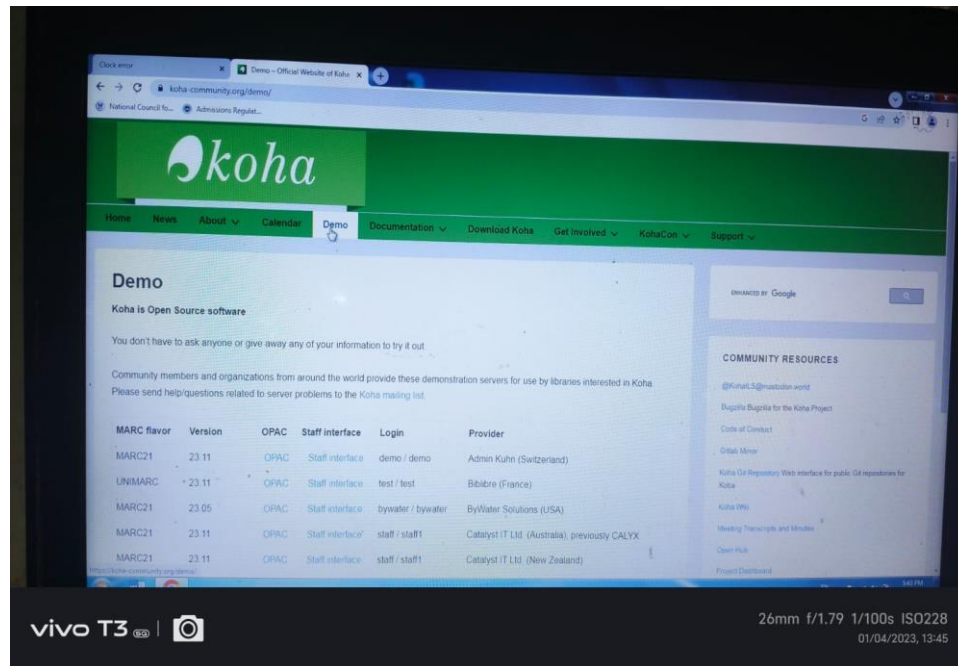 Clock error
Demo – Official Website of Koha
koha-community.org/demo/
National Council fo...
Admissions Regulat...
koha
Home News About Calendar Demo Documentation Download Koha Get Involved KohaCon Support
Demo
Koha is Open Source software
You don't have to ask anyone or give away any of your information to try it out.
Community members and organizations from around the world provide these demonstration servers for use by libraries interested in Koha.
Please send help/questions related to server problems to the Koha mailing list.
MARC flavor Version OPAC Staff interface Login Provider
MARC21 23.11 OPAC Staff interface demo / demo Admin Kuhn (Switzerland)
UNIMARC 23.11 OPAC Staff interface test / test Biblibre (France)
MARC21 23.05 OPAC Staff interface bywater / bywater ByWater Solutions (USA)
MARC21 23.11 OPAC Staff interface staff / staff1 Catalyst IT Ltd. (Australia), previously CALYX
MARC21 23.11 OPAC Staff interface staff / staff1 Catalyst IT Ltd. (New Zealand)
https://koha-community.org/demo/
ENHANCED BY Google
COMMUNITY RESOURCES
@KohaILS@mastodon.world
Bugzilla Bugzilla for the Koha Project
Code of Conduct
Gitlab Mirror
Koha Git Repository Web interface for public Git repositories for
Koha
Koha Wiki
Meeting Transcripts and Minutes
Open Hub
Project Dashboard
5:40 PM
vivo T3 5G
26mm f/1.79 1/100s ISO228
01/04/2023, 13:45